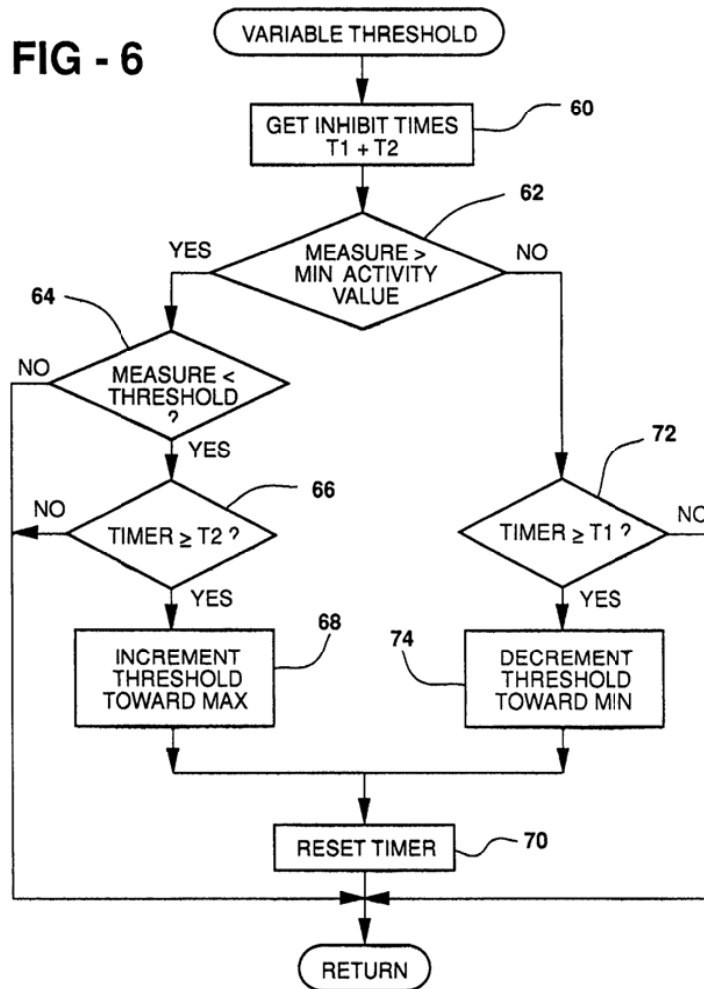 FIG - 6
VARIABLE THRESHOLD
GET INHIBIT TIMES
T1 + T2
60
62
MEASURE >
MIN ACTIVITY
VALUE
YES
NO
64
MEASURE <
THRESHOLD
?
NO
YES
66
TIMER ≥ T2 ?
NO
YES
72
TIMER ≥ T1 ?
NO
YES
68
INCREMENT
THRESHOLD
TOWARD MAX
74
DECREMENT
THRESHOLD
TOWARD MIN
RESET TIMER
70
RETURN